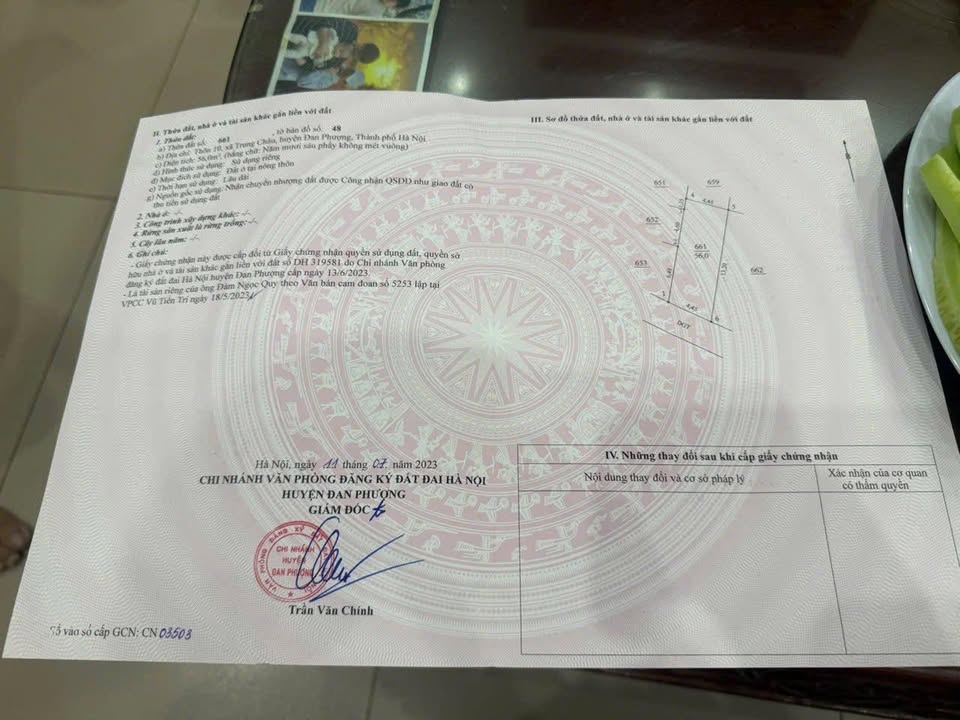 II. Thửa đất, nhà ở và tài sản khác gắn liền với đất
1. Thửa đất:
a) Thửa đất số: 661 , tờ bản đồ số: 48
b) Địa chỉ: Thôn 10, xã Trung Châu, huyện Đan Phượng, Thành phố Hà Nội
c) Diện tích: 56,0m², (bằng chữ: Năm mươi sáu phẩy không mét vuông)
d) Hình thức sử dụng: Sử dụng riêng
đ) Mục đích sử dụng: Đất ở tại nông thôn
e) Thời hạn sử dụng: Lâu dài
g) Nguồn gốc sử dụng: Nhận chuyển nhượng đất được Công nhận QSDĐ như giao đất có
thu tiền sử dụng đất
2. Nhà ở: -/-
3. Công trình xây dựng khác: -/-
4. Rừng sản xuất là rừng trồng: -/-
5. Cây lâu năm: -/-
6. Ghi chú:
- Giấy chứng nhận này được cấp đổi từ Giấy chứng nhận quyền sử dụng đất, quyền sở
hữu nhà ở và tài sản khác gắn liền với đất số DH 319581 do Chi nhánh Văn phòng
đăng ký đất đai Hà Nội huyện Đan Phượng cấp ngày 13/6/2023
- Là tài sản riêng của ông Đàm Ngọc Quy theo Văn bản cam đoan số 5253 lập tại
VPCC Vũ Tiến Trí ngày 18/5/2023
Hà Nội, ngày 11 tháng 07 năm 2023
CHI NHÁNH VĂN PHÒNG ĐĂNG KÝ ĐẤT ĐAI HÀ NỘI
HUYỆN ĐAN PHƯỢNG
GIÁM ĐỐC
CHI NHÁNH
HUYỆN
ĐAN PHƯỢNG
Trần Văn Chính
Số vào sổ cấp GCN: CN 03503
III. Sơ đồ thửa đất, nhà ở và tài sản khác gắn liền với đất
B
651
659
4
4,41
5
652
661
56,0
653
662
13,20
1
4,45
6
ĐGT
IV. Những thay đổi sau khi cấp giấy chứng nhận
Nội dung thay đổi và cơ sở pháp lý
Xác nhận của cơ quan
có thẩm quyền